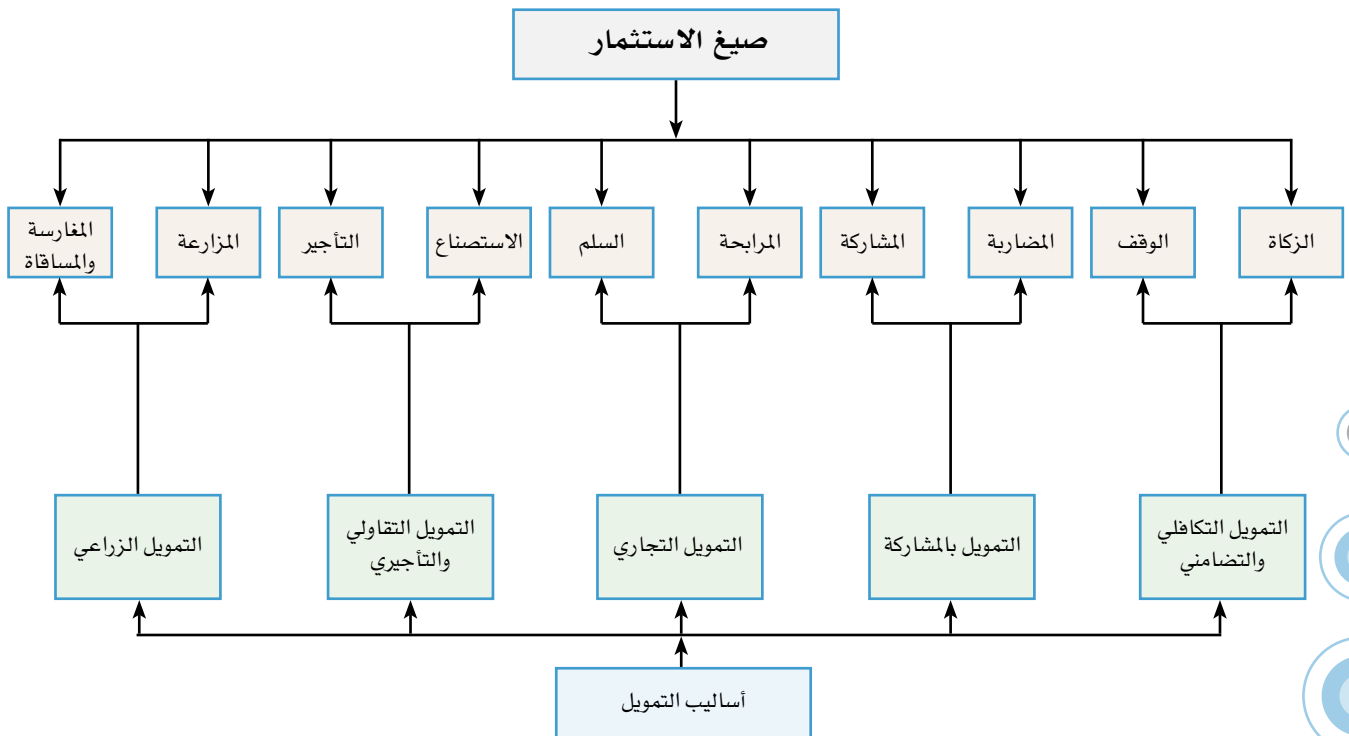 صيغ الاستثمار
الزكاة
الوقف
المضاربة
المشاركة
المرابحة
السلم
الاستصناع
التأجير
المزارعة
المغارسة
والمساقاة
التمويل التكافلي
والتضامني
التمويل بالمشاركة
التمويل التجاري
التمويل التقاولي
والتأجيري
التمويل الزراعي
أساليب التمويل